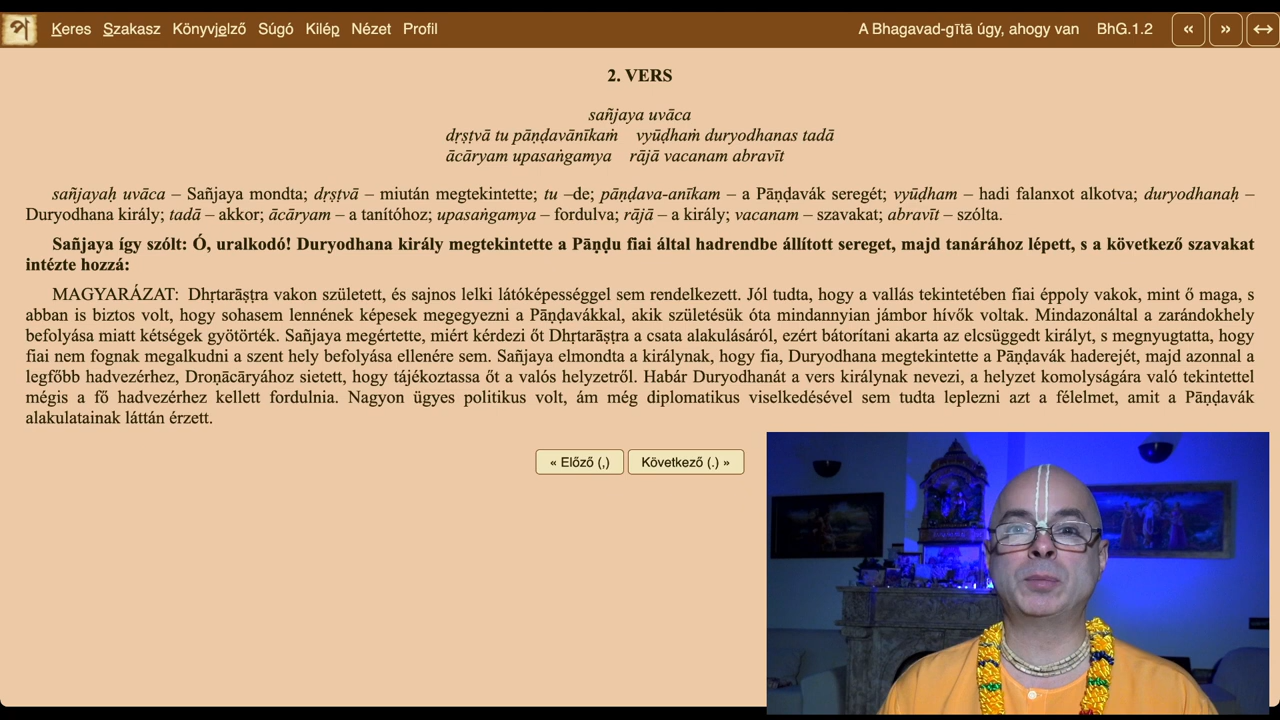 Keres Szakasz Könyvjelző Súgó Kilép Nézet Profil A Bhagavad-gītā úgy, ahogy van BhG.1.2 « » ↔
2. VERS
sañjaya uvāca
dṛṣṭvā tu pāṇḍavānīkaṁ vyūḍhaṁ duryodhanas tadā
ācāryam upasaṅgamya rājā vacanam abravīt
sañjayaḥ uvāca – Sañjaya mondta; dṛṣṭvā – miután megtekintette; tu –de; pāṇḍava-anīkam – a Pāṇḍavák seregét; vyūḍham – hadi falanxot alkotva; duryodhanaḥ –
Duryodhana király; tadā – akkor; ācāryam – a tanítóhoz; upasaṅgamya – fordulva; rājā – a király; vacanam – szavakat; abravīt – szólta.
Sañjaya így szólt: Ó, uralkodó! Duryodhana király megtekintette a Pāṇḍu fiai által hadrendbe állított sereget, majd tanárához lépett, s a következő szavakat
intézte hozzá:
MAGYARÁZAT: Dhṛtarāṣṭra vakon született, és sajnos lelki látóképességgel sem rendelkezett. Jól tudta, hogy a vallás tekintetében fiai éppoly vakok, mint ő maga, s
abban is biztos volt, hogy sohasem lennének képesek megegyezni a Pāṇḍavákkal, akik születésük óta mindannyian jámbor hívők voltak. Mindazonáltal a zarándokhely
befolyása miatt kétségek gyötörték. Sañjaya megértette, miért kérdezi őt Dhṛtarāṣṭra a csata alakulásáról, ezért bátorítani akarta az elcsüggedt királyt, s megnyugtatta, hogy
fiai nem fognak megalkudni a szent hely befolyása ellenére sem. Sañjaya elmondta a királynak, hogy fia, Duryodhana megtekintette a Pāṇḍavák haderejét, majd azonnal a
legfőbb hadvezérhez, Droṇācāryához sietett, hogy tájékoztassa őt a valós helyzetről. Habár Duryodhanát a vers királynak nevezi, a helyzet komolyságára való tekintettel
mégis a fő hadvezérhez kellett fordulnia. Nagyon ügyes politikus volt, ám még diplomatikus viselkedésével sem tudta leplezni azt a félelmet, amit a Pāṇḍavák
alakulatainak láttán érzett.
« Előző (,) Következő (.) »